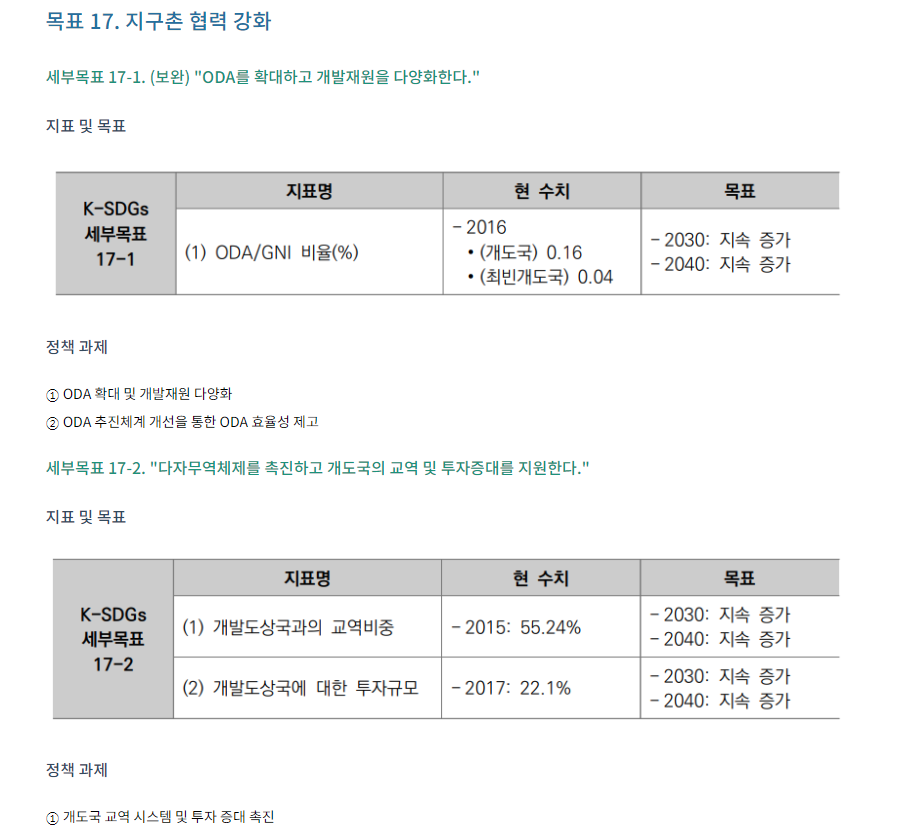 목표 17. 지구촌 협력 강화
세부목표 17-1. (보완) "ODA를 확대하고 개발재원을 다양화한다."
지표 및 목표
K-SDGs
세부목표
17-1
지표명 현 수치 목표
(1) ODA/GNI 비율(%)
- 2016
• (개도국) 0.16
• (최빈개도국) 0.04
- 2030: 지속 증가
- 2040: 지속 증가
정책 과제
① ODA 확대 및 개발재원 다양화
② ODA 추진체계 개선을 통한 ODA 효율성 제고
세부목표 17-2. "다자무역체제를 촉진하고 개도국의 교역 및 투자증대를 지원한다."
지표 및 목표
K-SDGs
세부목표
17-2
지표명 현 수치 목표
(1) 개발도상국과의 교역비중 - 2015: 55.24%
- 2030: 지속 증가
- 2040: 지속 증가
(2) 개발도상국에 대한 투자규모 - 2017: 22.1%
- 2030: 지속 증가
- 2040: 지속 증가
정책 과제
① 개도국 교역 시스템 및 투자 증대 촉진